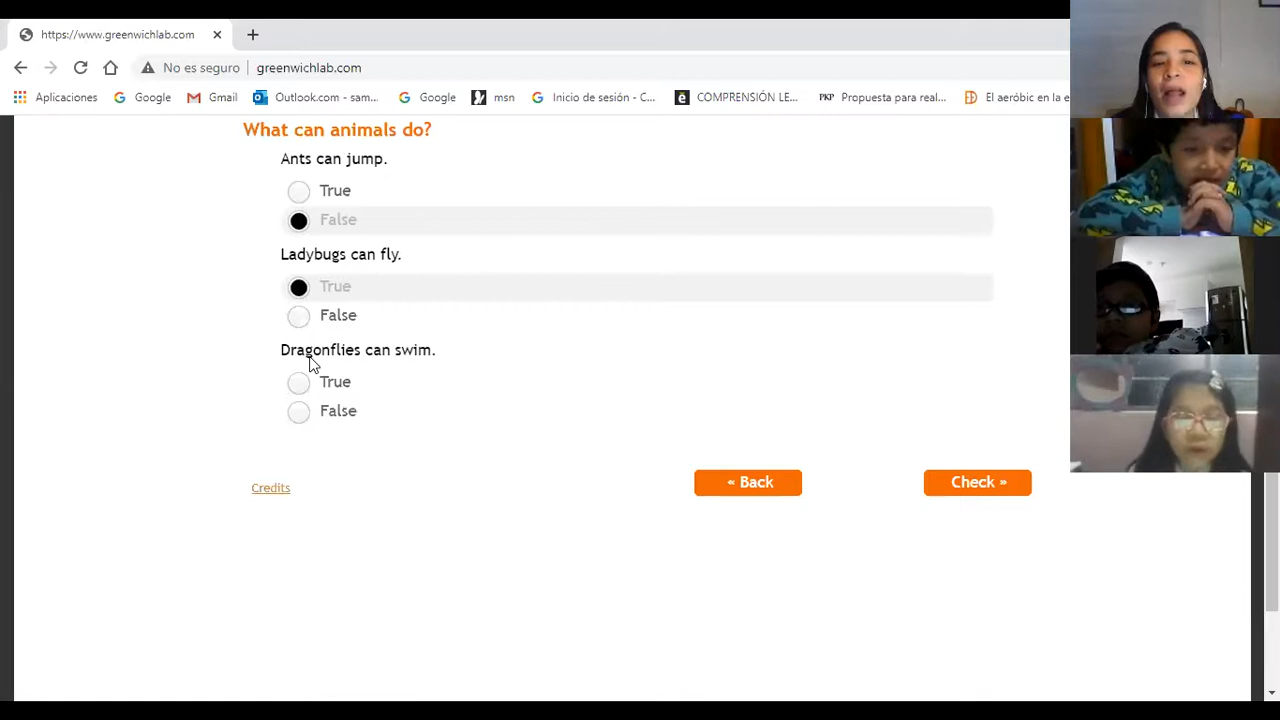 https://www.greenwichlab.com
No es seguro greenwichlab.com
Aplicaciones Google Gmail Outlook.com - sam... Google msn Inicio de sesión - C... COMPRENSIÓN LE... PKP Propuesta para real... El aeróbic en la e
What can animals do?
Ants can jump.
True
False
Ladybugs can fly.
True
False
Dragonflies can swim.
True
False
Credits
« Back
Check »